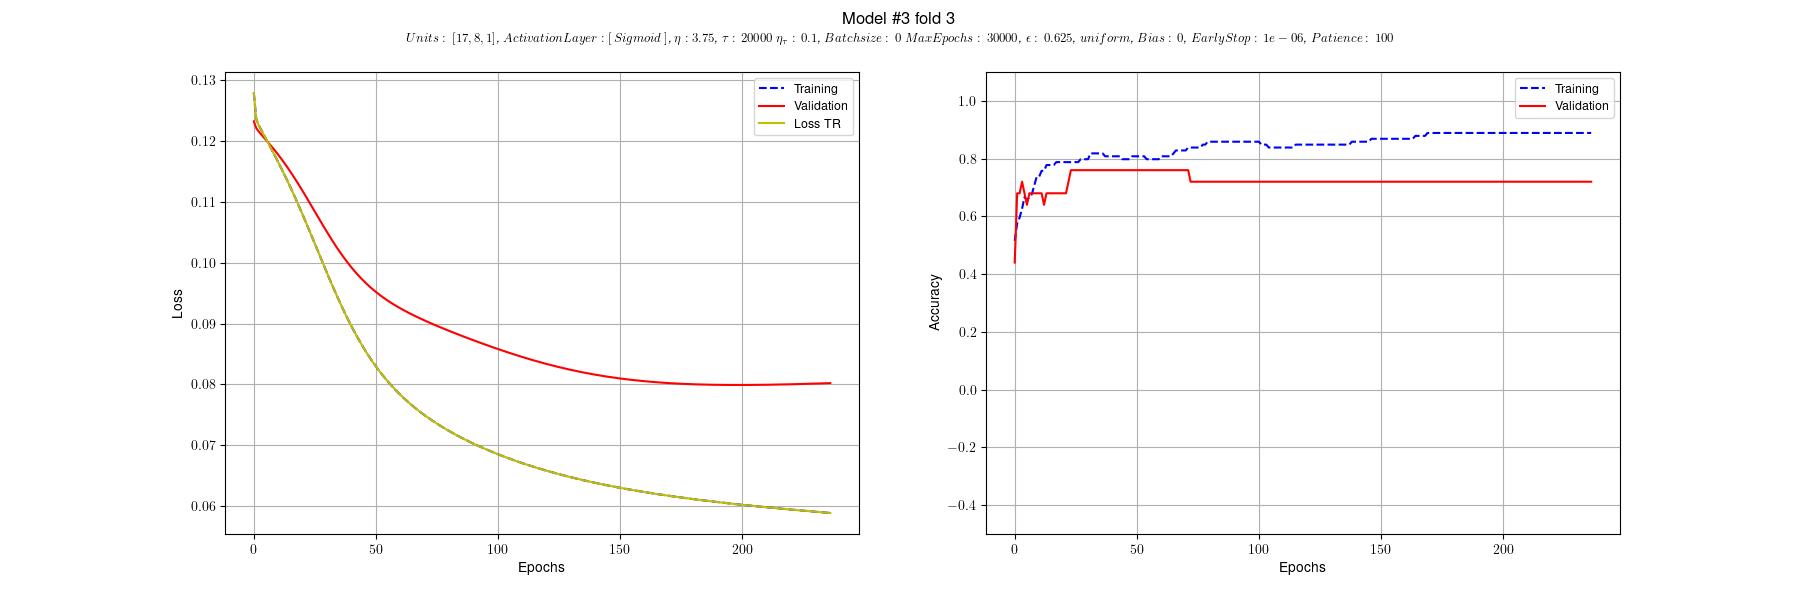 Model #3 fold 3
Units : [17, 8, 1], ActivationLayer : [ Sigmoid ], η : 3.75, τ : 20000 ητ : 0.1, Batchsize : 0 MaxEpochs : 30000, ϵ : 0.625, uniform, Bias : 0, EarlyStop : 1e − 06, Patience : 100
0.13
0.12
0.11
0.10
0.09
0.08
0.07
0.06
Loss
0
50
100
150
200
Epochs
Training
Validation
Loss TR
1.0
0.8
0.6
0.4
0.2
0.0
−0.2
−0.4
Accuracy
0
50
100
150
200
Epochs
Training
Validation